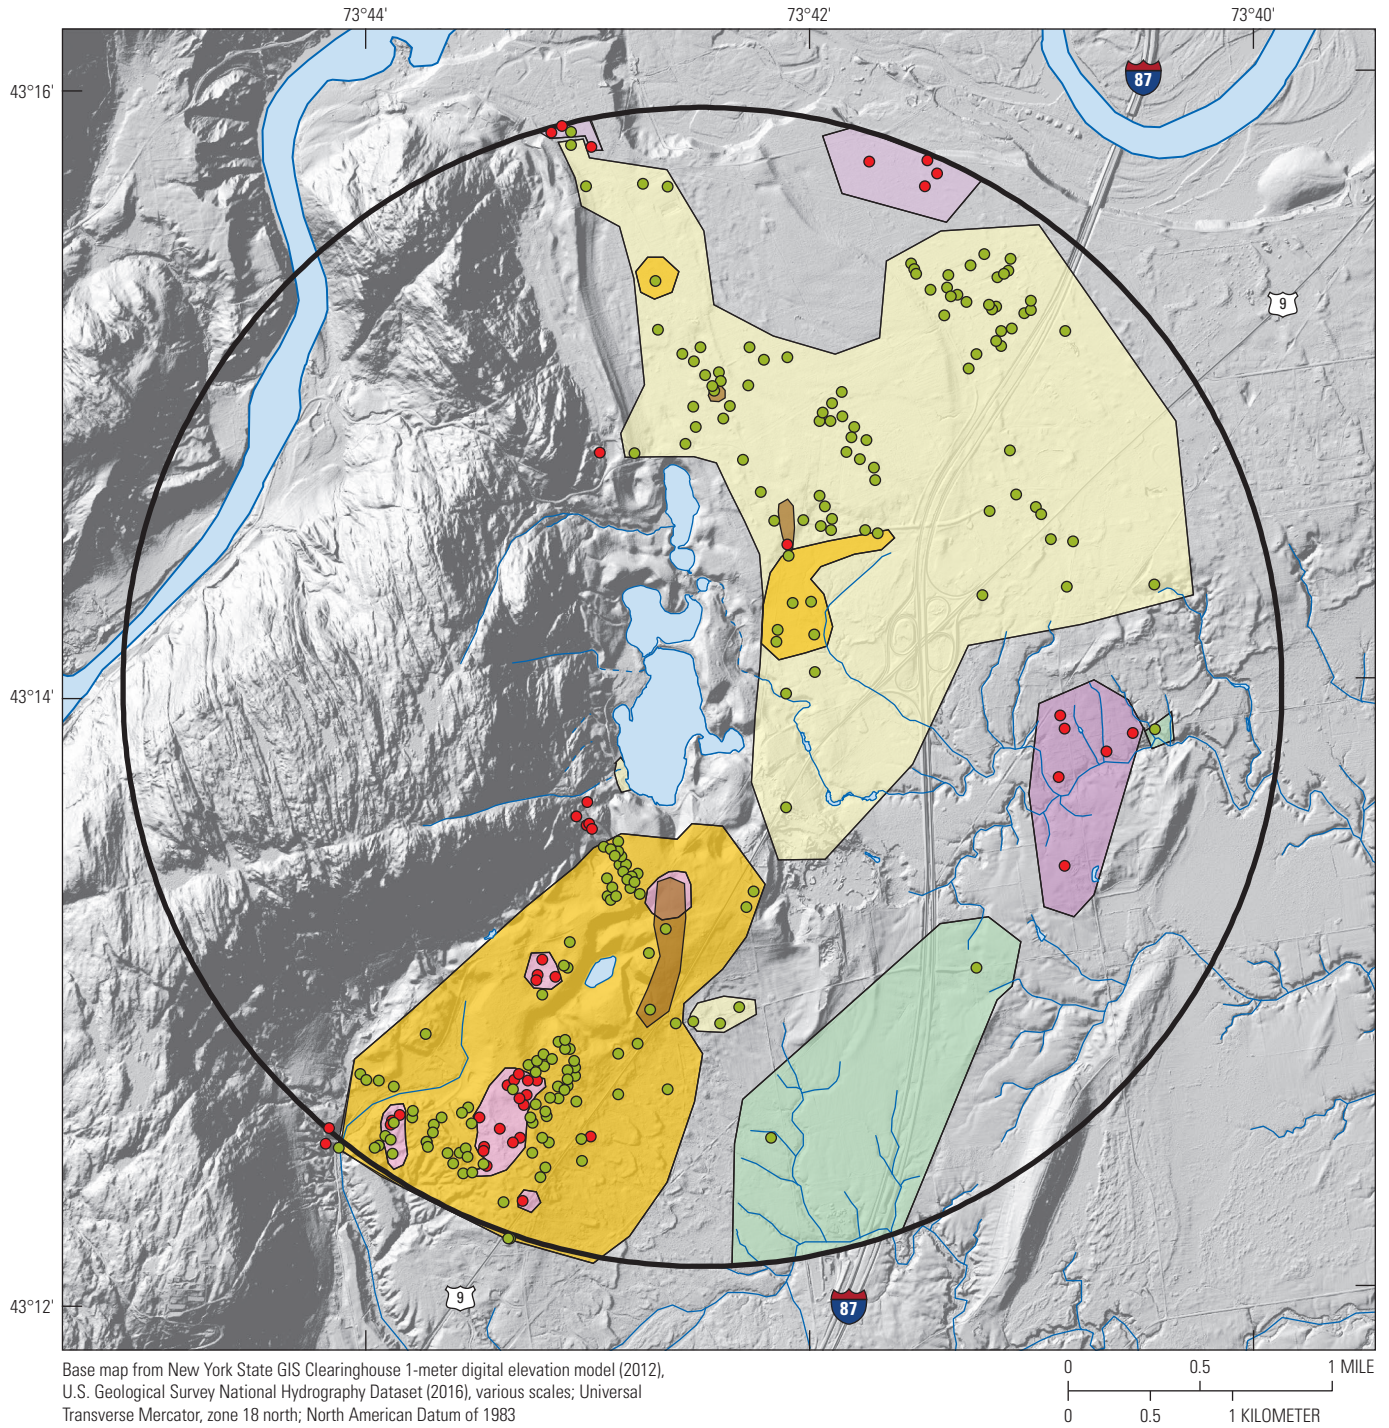 73°44'
73°42'
73°40'
87
43°16'
9
43°14'
9
87
43°12'
Base map from New York State GIS Clearinghouse 1-meter digital elevation model (2012),
U.S. Geological Survey National Hydrography Dataset (2016), various scales; Universal
Transverse Mercator, zone 18 north; North American Datum of 1983
0 0.5 1 MILE
0 0.5 1 KILOMETER